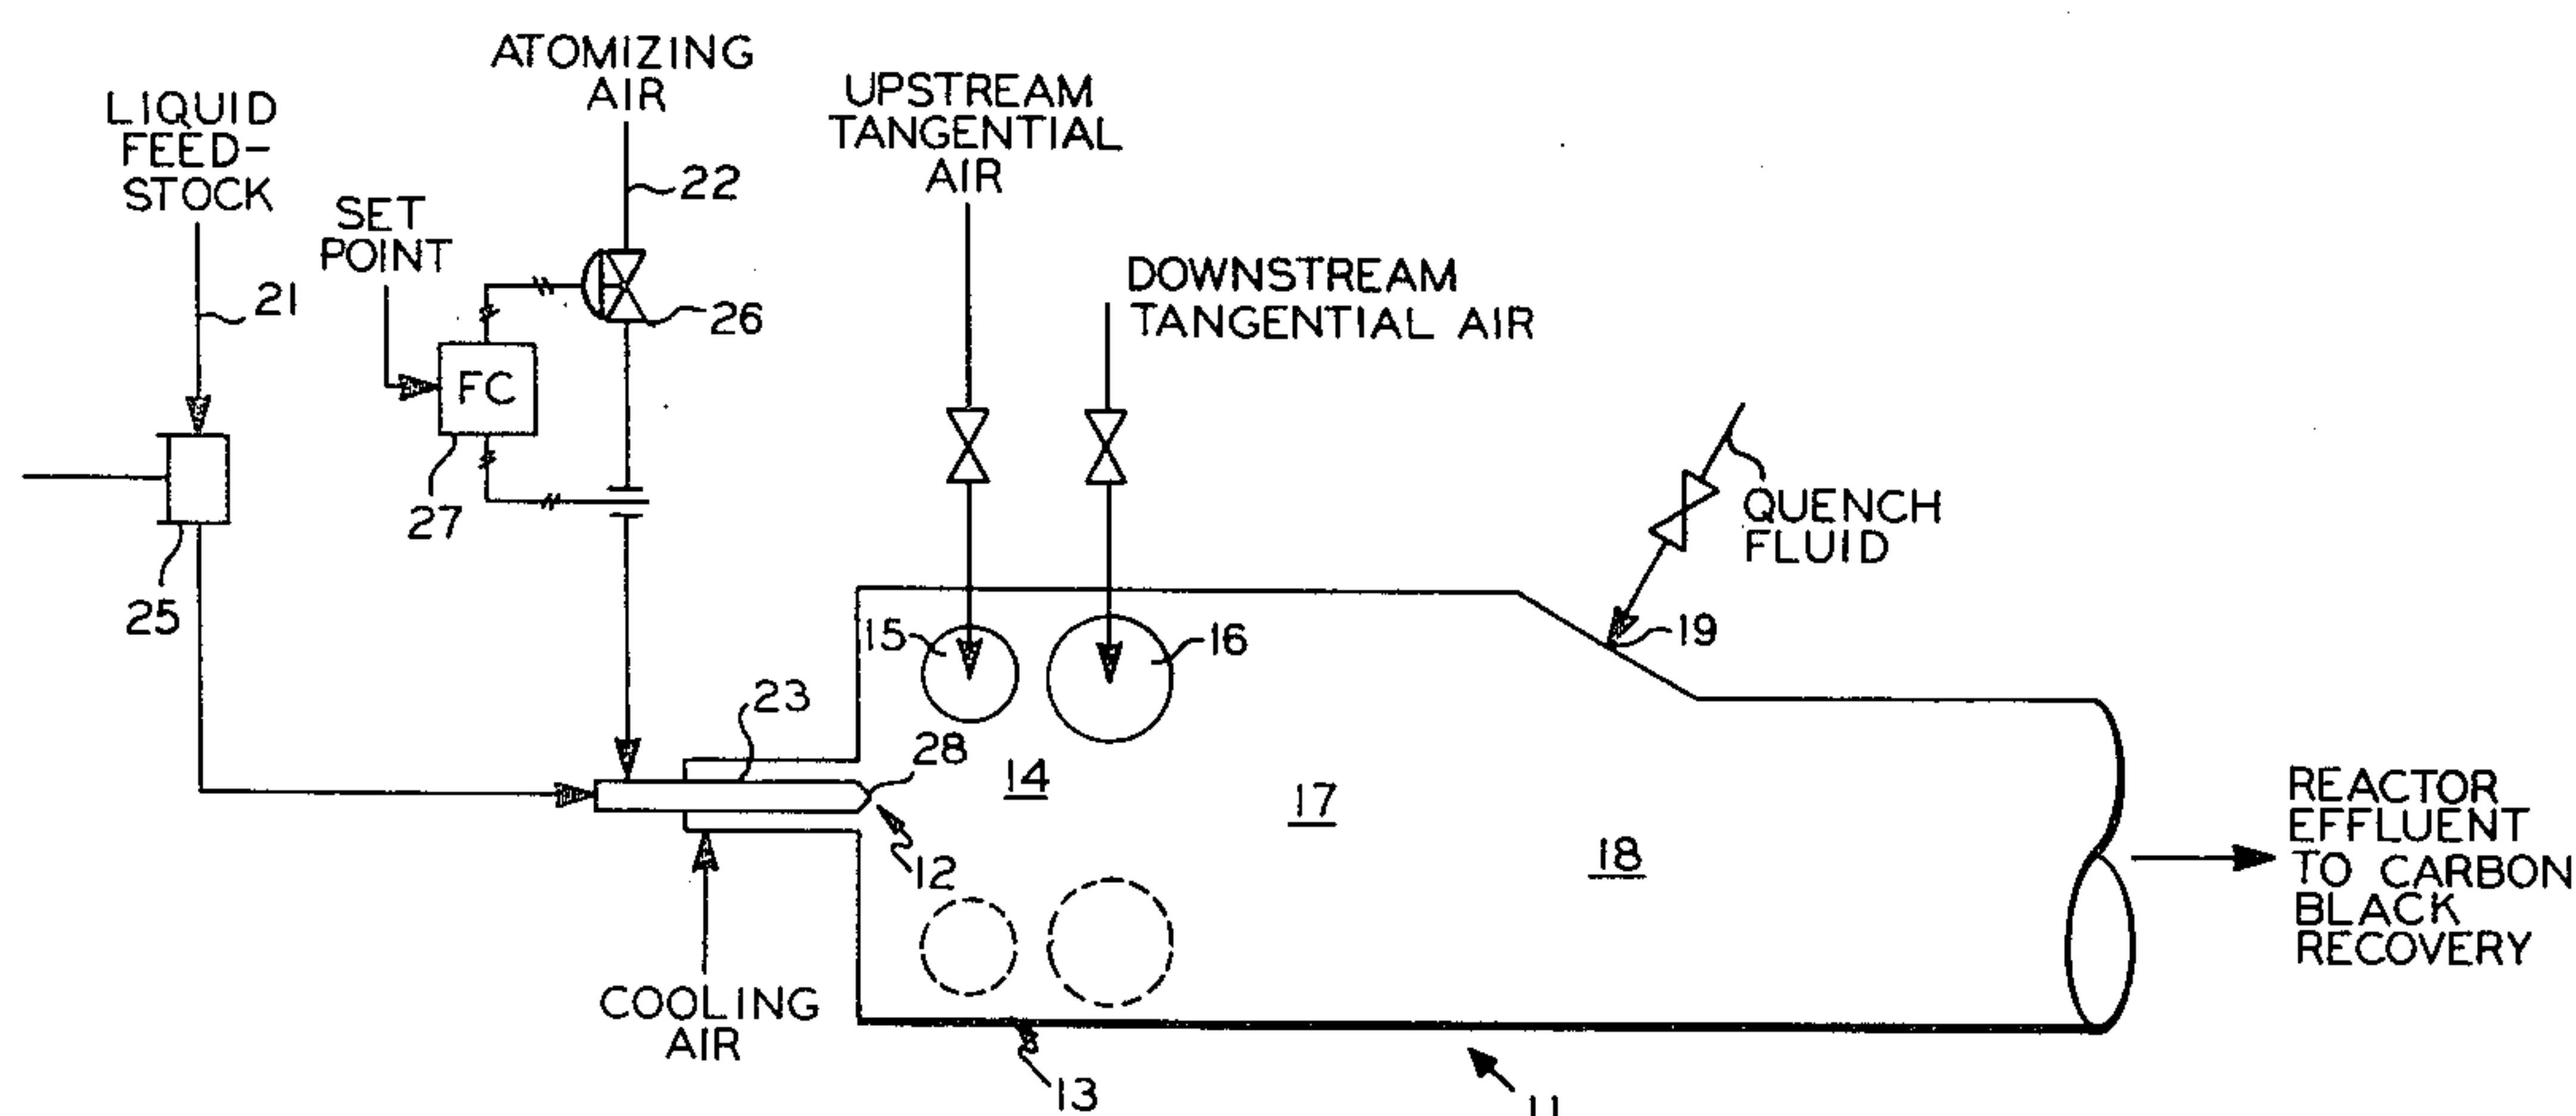 ATOMIZING
AIR
LIQUID
FEED-
STOCK
UPSTREAM
TANGENTIAL
AIR
SET
POINT
22
DOWNSTREAM
TANGENTIAL AIR
21
26
FC
27
QUENCH
FLUID
25
15
16
19
23
28
14
17
18
12
REACTOR
EFFLUENT
TO CARBON
BLACK
RECOVERY
COOLING
AIR
13
11